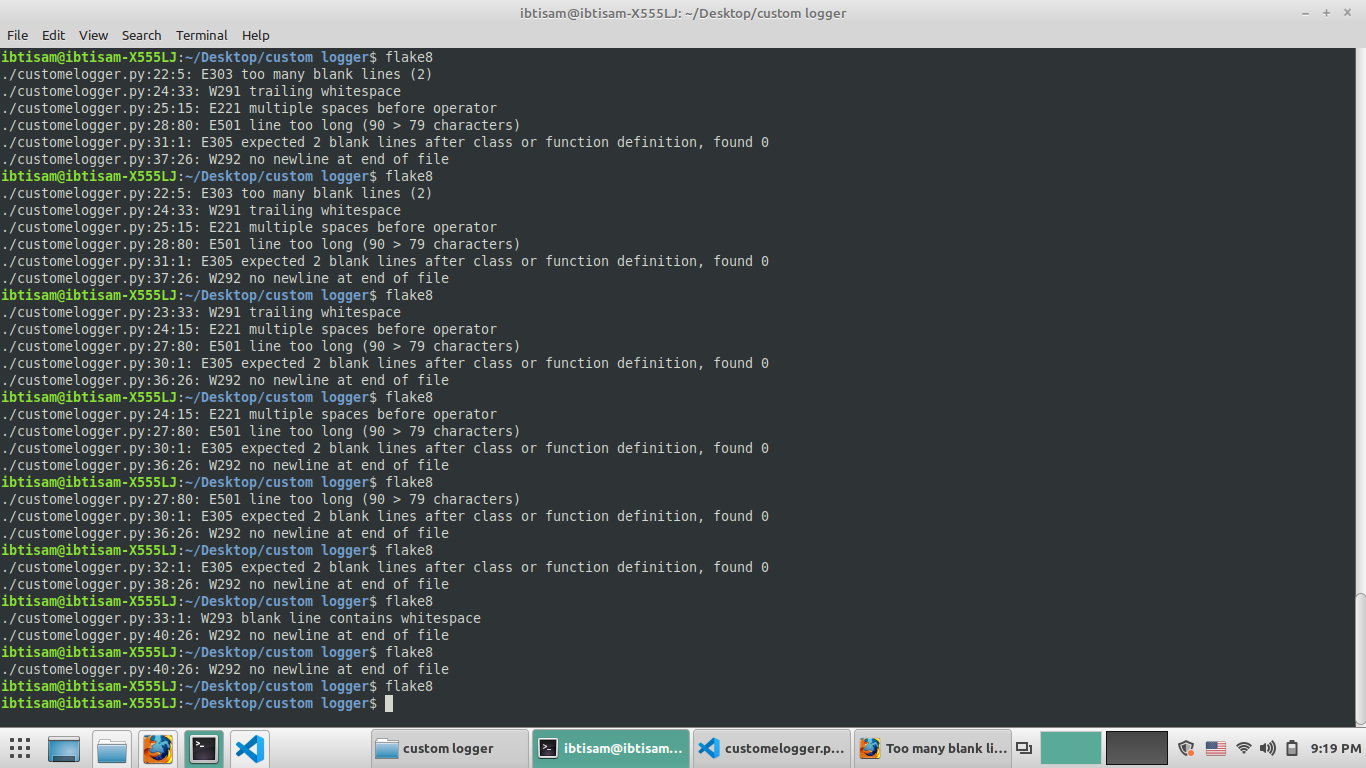 ibtisam@ibtisam-X555LJ: ~/Desktop/custom logger
File Edit View Search Terminal Help
ibtisam@ibtisam-X555LJ:~/Desktop/custom logger$ flake8
./customelogger.py:22:5: E303 too many blank lines (2)
./customelogger.py:24:33: W291 trailing whitespace
./customelogger.py:25:15: E221 multiple spaces before operator
./customelogger.py:28:80: E501 line too long (90 > 79 characters)
./customelogger.py:31:1: E305 expected 2 blank lines after class or function definition, found 0
./customelogger.py:37:26: W292 no newline at end of file
ibtisam@ibtisam-X555LJ:~/Desktop/custom logger$ flake8
./customelogger.py:22:5: E303 too many blank lines (2)
./customelogger.py:24:33: W291 trailing whitespace
./customelogger.py:25:15: E221 multiple spaces before operator
./customelogger.py:28:80: E501 line too long (90 > 79 characters)
./customelogger.py:31:1: E305 expected 2 blank lines after class or function definition, found 0
./customelogger.py:37:26: W292 no newline at end of file
ibtisam@ibtisam-X555LJ:~/Desktop/custom logger$ flake8
./customelogger.py:23:33: W291 trailing whitespace
./customelogger.py:24:15: E221 multiple spaces before operator
./customelogger.py:27:80: E501 line too long (90 > 79 characters)
./customelogger.py:30:1: E305 expected 2 blank lines after class or function definition, found 0
./customelogger.py:36:26: W292 no newline at end of file
ibtisam@ibtisam-X555LJ:~/Desktop/custom logger$ flake8
./customelogger.py:24:15: E221 multiple spaces before operator
./customelogger.py:27:80: E501 line too long (90 > 79 characters)
./customelogger.py:30:1: E305 expected 2 blank lines after class or function definition, found 0
./customelogger.py:36:26: W292 no newline at end of file
ibtisam@ibtisam-X555LJ:~/Desktop/custom logger$ flake8
./customelogger.py:27:80: E501 line too long (90 > 79 characters)
./customelogger.py:30:1: E305 expected 2 blank lines after class or function definition, found 0
./customelogger.py:36:26: W292 no newline at end of file
ibtisam@ibtisam-X555LJ:~/Desktop/custom logger$ flake8
./customelogger.py:32:1: E305 expected 2 blank lines after class or function definition, found 0
./customelogger.py:38:26: W292 no newline at end of file
ibtisam@ibtisam-X555LJ:~/Desktop/custom logger$ flake8
./customelogger.py:33:1: W293 blank line contains whitespace
./customelogger.py:40:26: W292 no newline at end of file
ibtisam@ibtisam-X555LJ:~/Desktop/custom logger$ flake8
./customelogger.py:40:26: W292 no newline at end of file
ibtisam@ibtisam-X555LJ:~/Desktop/custom logger$ flake8
ibtisam@ibtisam-X555LJ:~/Desktop/custom logger$
custom logger ibtisam@ibtisam... customelogger.p... Too many blank li... 9:19 PM